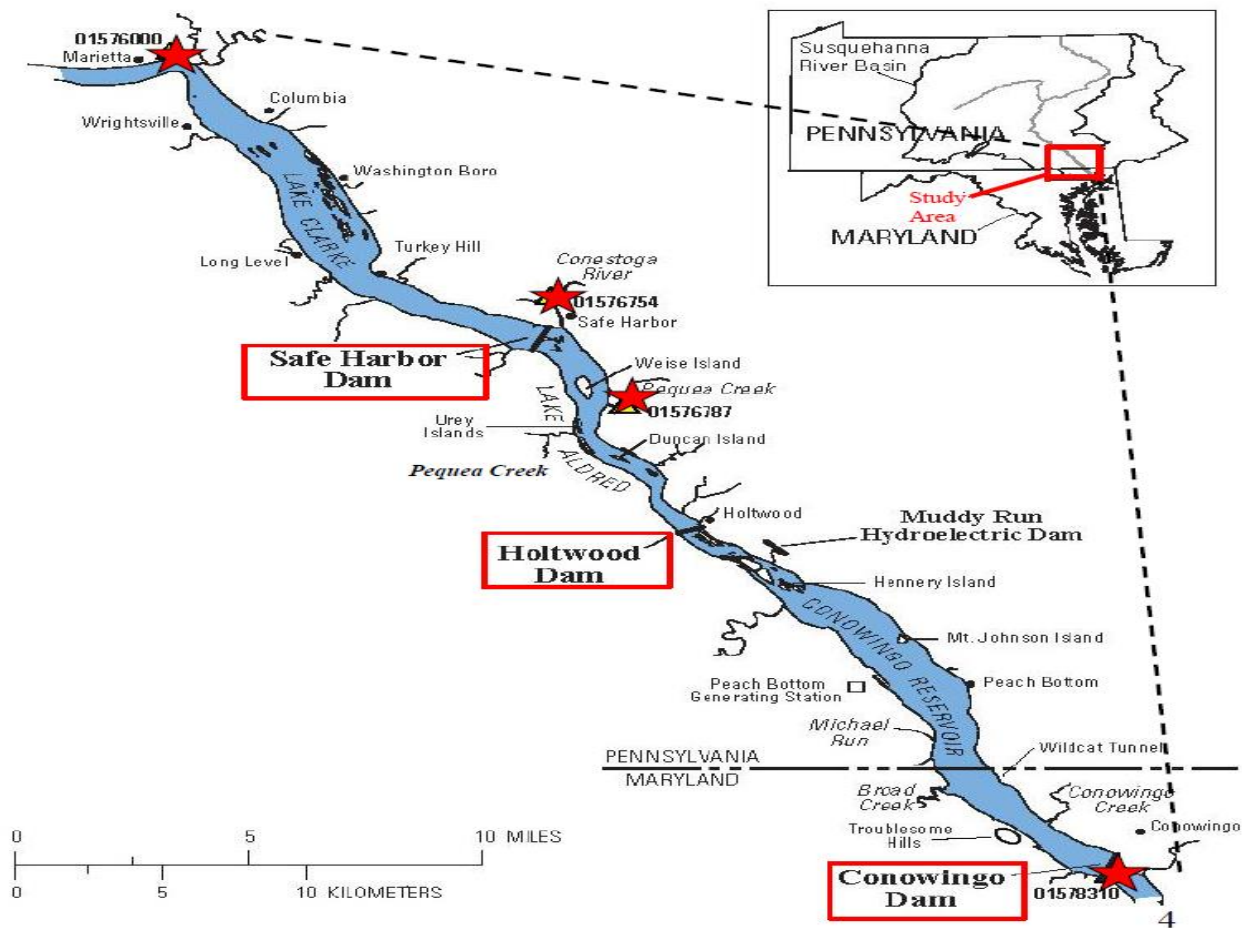 01576000
Marietta
Columbia
Wrightsville
Washington Boro
LAKE CLARKE
Turkey Hill
Long Level
Susquehanna
River Basin
PENNSYLVANIA
Study
Area
MARYLAND
Conestoga
River
01576754
Safe Harbor
Safe Harbor
Dam
Weise Island
Pequea Creek
01576787
LAKE ALDRED
Urey
Islands
Duncan Island
Pequea Creek
Holtwood
Muddy Run
Hydroelectric Dam
Holtwood
Dam
Hennery Island
CONOWINGO RESERVOIR
Mt. Johnson Island
Peach Bottom
Generating Station
Peach Bottom
Michael
Run
Wildcat Tunnel
PENNSYLVANIA
MARYLAND
Broad
Creek
Conowingo
Creek
Troublesome
Hills
Conowingo
Conowingo
Dam
01578310
0 5 10 MILES
0 5 10 KILOMETERS
4